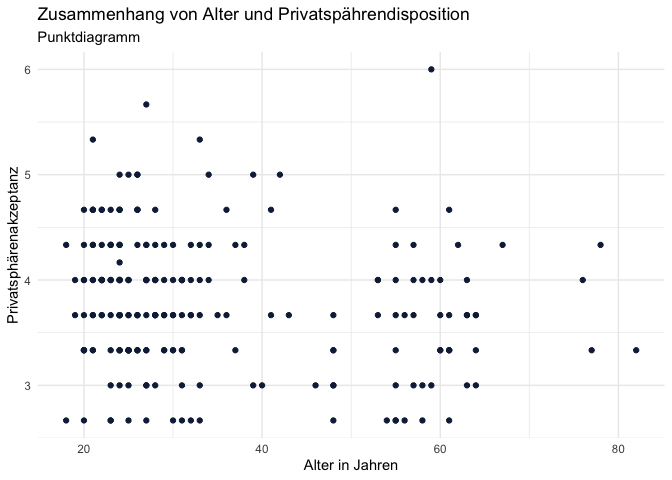 Zusammenhang von Alter und Privatspährendisposition
Punktdiagramm
6
5
4
3
Privatsphärenakzeptanz
20 40 60 80
Alter in Jahren